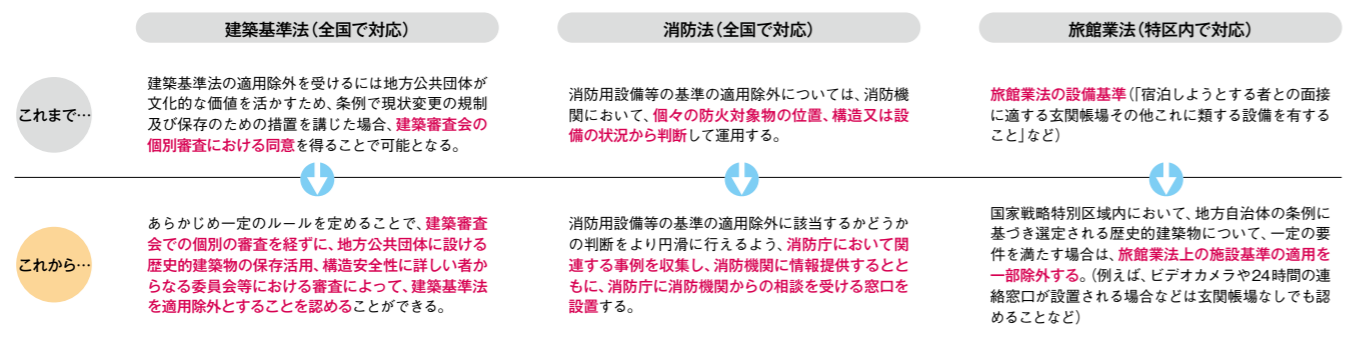 建築基準法（全国で対応）
消防法（全国で対応）
旅館業法（特区内で対応）
これまで…
建築基準法の適用除外を受けるには地方公共団体が
文化的な価値を活かすため、条例で現状変更の規制
及び保存のための措置を講じた場合、建築審査会の
個別審査における同意を得ることで可能となる。
消防用設備等の基準の適用除外については、消防機
関において、個々の防火対象物の位置、構造又は設
備の状況から判断して運用する。
旅館業法の設備基準（「宿泊しようとする者との面接
に適する玄関帳場その他これに類する設備を有する
こと」など）
これから…
あらかじめ一定のルールを定めることで、建築審査
会での個別の審査を経ずに、地方公共団体に設ける
歴史的建築物の保存活用、構造安全性に詳しい者か
らなる委員会等における審査によって、建築基準法
を適用除外とすることを認めることができる。
消防用設備等の基準の適用除外に該当するかどうか
の判断をより円滑に行えるよう、消防庁において関
連する事例を収集し、消防機関に情報提供するとと
もに、消防庁に消防機関からの相談を受ける窓口を
設置する。
国家戦略特別区域内において、地方自治体の条例に
基づき選定される歴史的建築物について、一定の要
件を満たす場合は、旅館業法上の施設基準の適用を
一部除外する。（例えば、ビデオカメラや24時間の連
絡窓口が設置される場合などは玄関帳場なしでも認
めることなど）